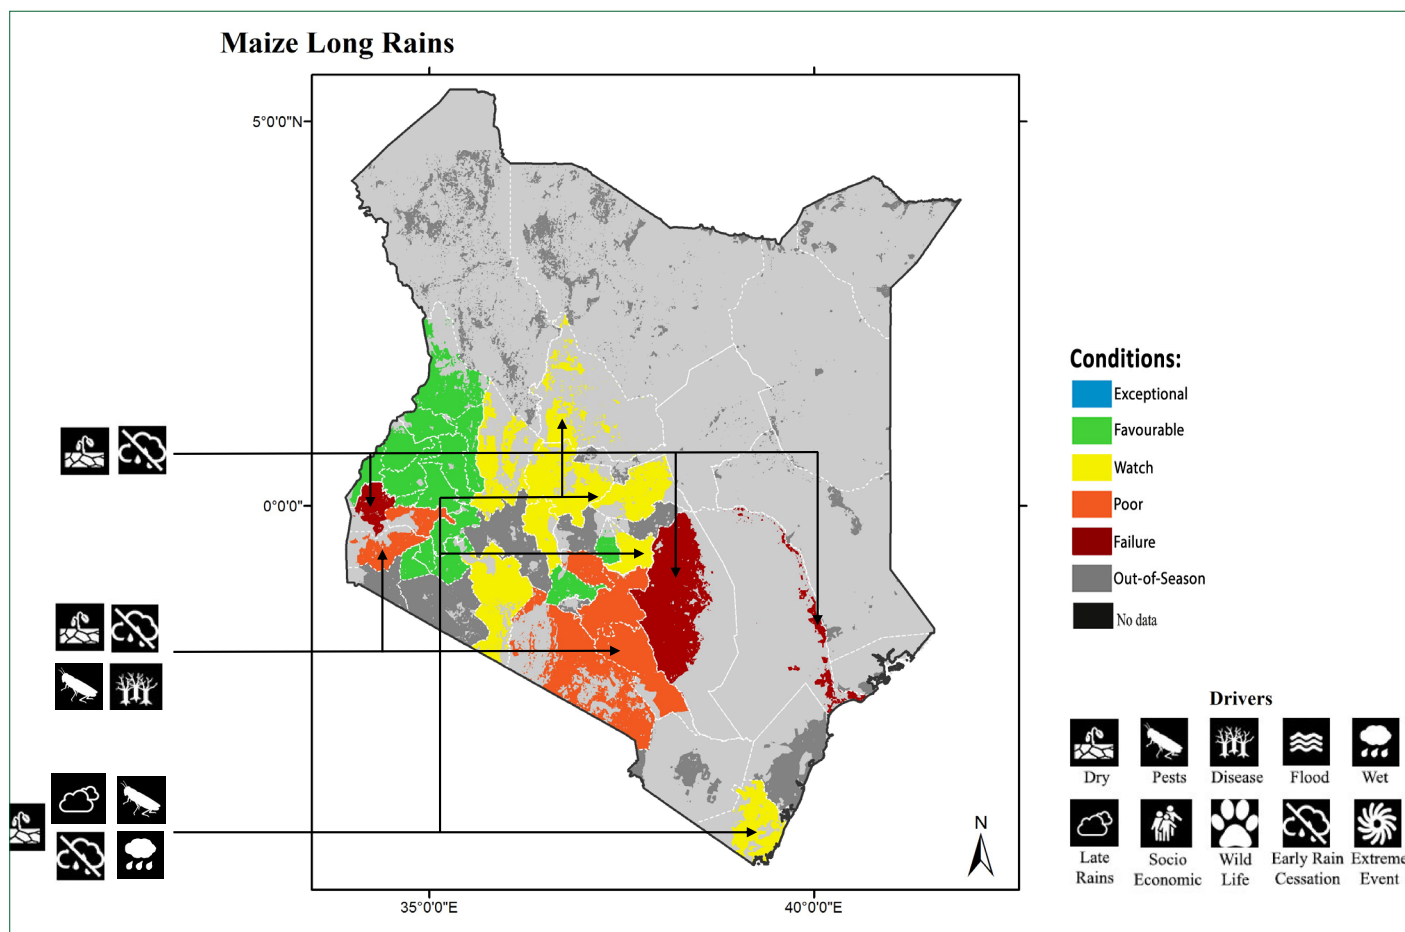 Maize Long Rains
5°0'0"N
0°0'0"
35°0'0"E
40°0'0"E
N
Conditions:
Exceptional
Favourable
Watch
Poor
Failure
Out-of-Season
No data
Drivers
Dry
Pests
Disease
Flood
Wet
Late
Rains
Socio
Economic
Wild
Life
Early Rain
Cessation
Extreme
Event